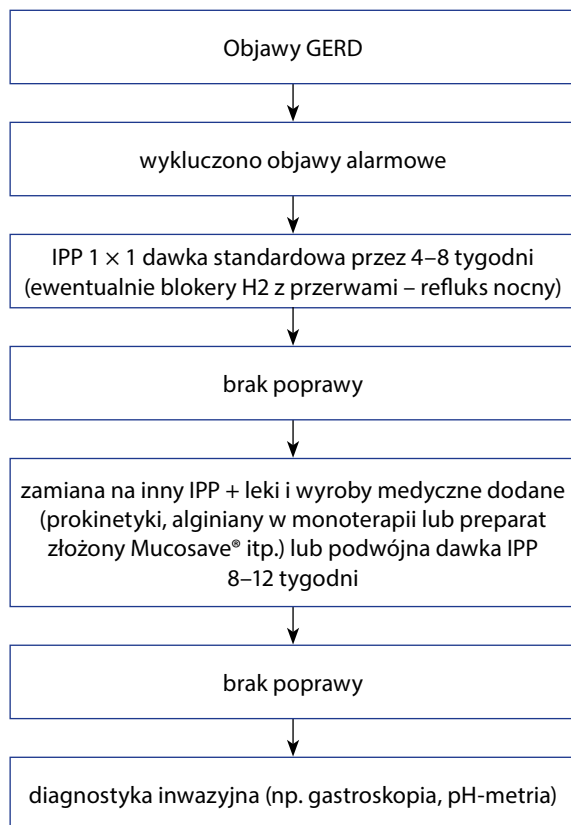 Objawy GERD
wykluczono objawy alarmowe
IPP 1 × 1 dawka standardowa przez 4–8 tygodni
(ewentualnie blokery H2 z przerwami – refluks nocny)
brak poprawy
zamiana na inny IPP + leki i wyroby medyczne dodane
(prokinetyki, alginiany w monoterapii lub preparat
złożony Mucosave® itp.) lub podwójna dawka IPP
8–12 tygodni
brak poprawy
diagnostyka inwazyjna (np. gastroskopia, pH-metria)